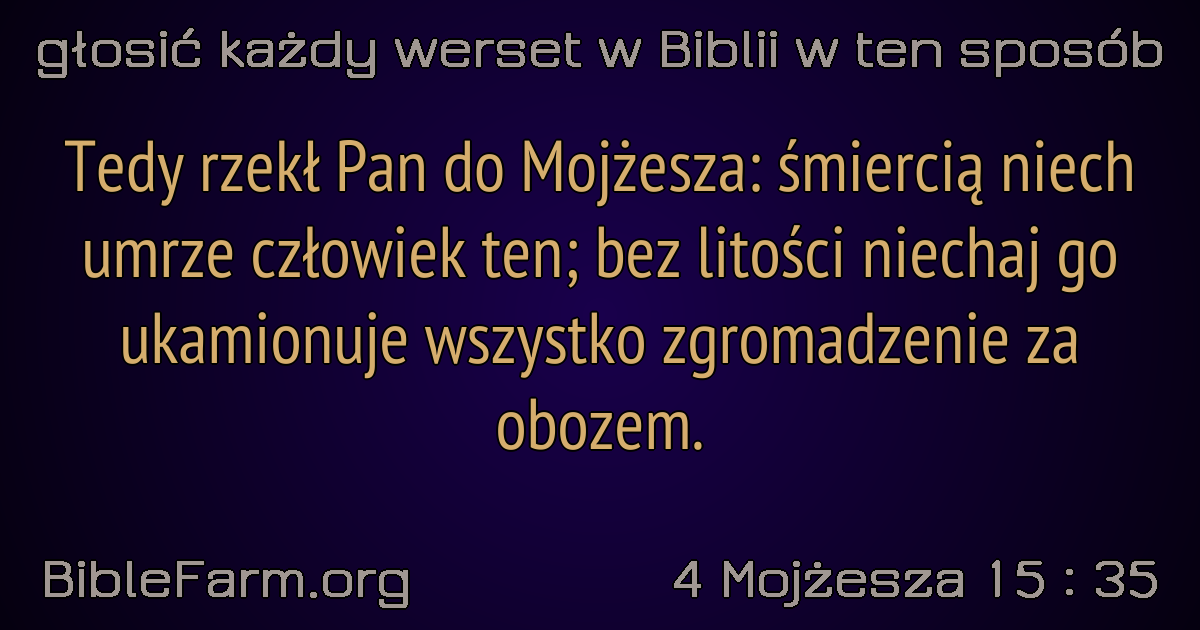 głosić każdy werset w Biblii w ten sposób
Tedy rzekł Pan do Mojżesza: śmiercią niech
umrze człowiek ten; bez litości niechaj go
ukamionuje wszystko zgromadzenie za
obozem.
BibleFarm.org
4 Mojżesza 15 : 35